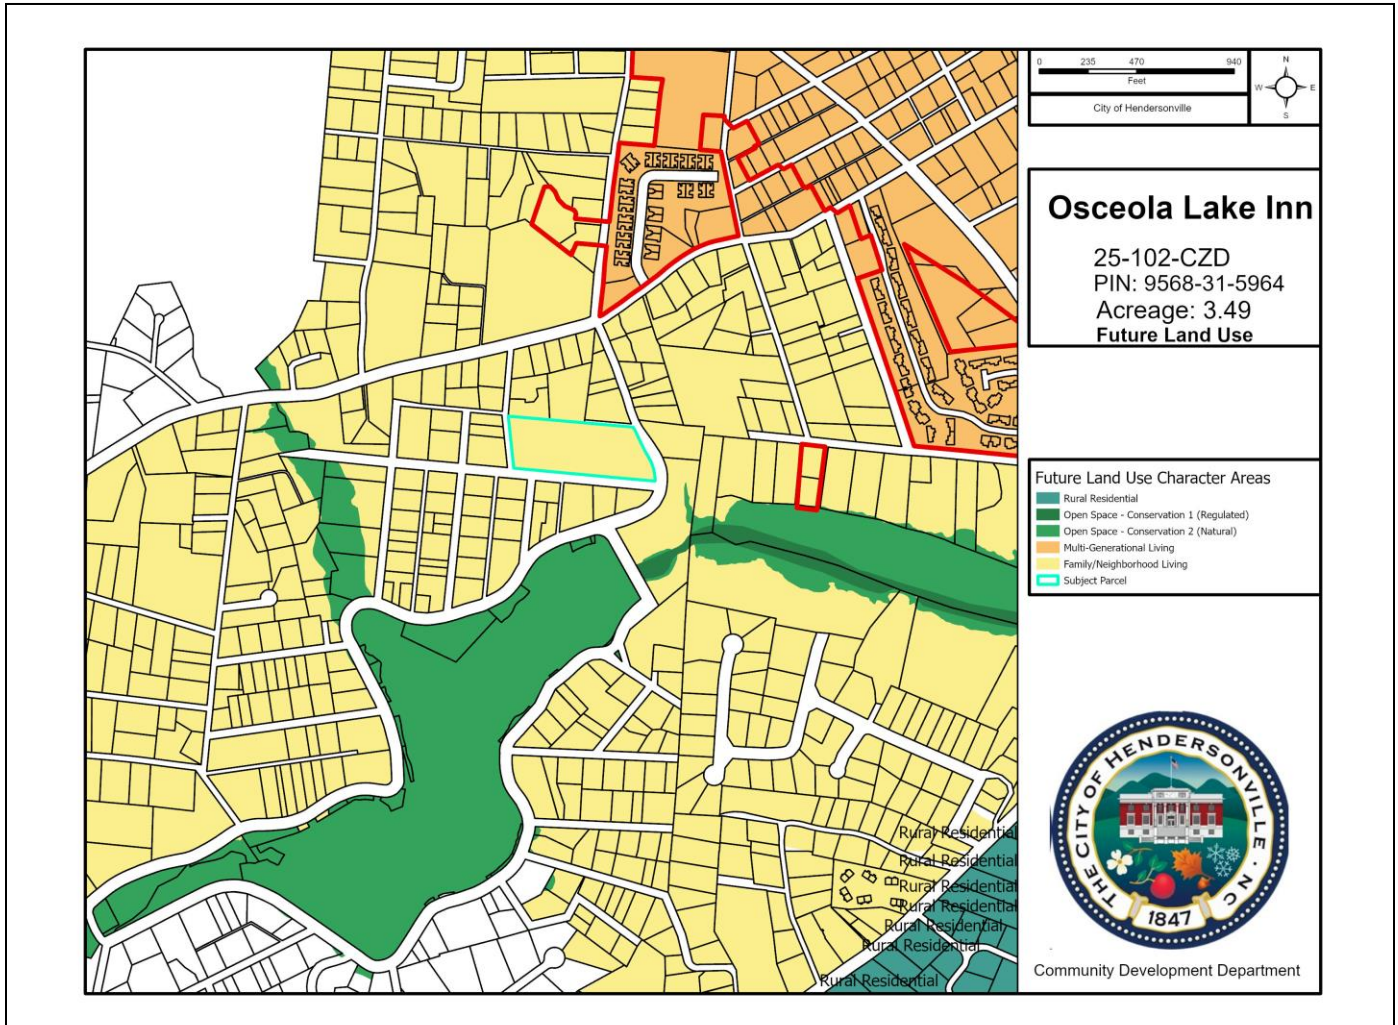 0 235 470 940
Feet
City of Hendersonville
N
W E
S
Osceola Lake Inn
25-102-CZD
PIN: 9568-31-5964
Acreage: 3.49
Future Land Use
Future Land Use Character Areas
Rural Residential
Open Space - Conservation 1 (Regulated)
Open Space - Conservation 2 (Natural)
Multi-Generational Living
Family/Neighborhood Living
Subject Parcel
Rural Residential
Rural Residential
Rural Residential
Rural Residential
Rural Residential
Rural Residential
Rural Residential
THE CITY OF HENDERSONVILLE · NC
1847
Community Development Department